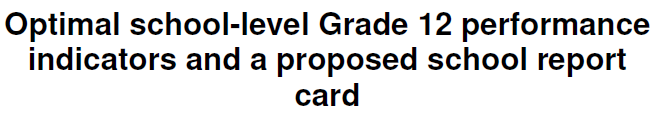 Optimal school-level Grade 12 performance
indicators and a proposed school report
card